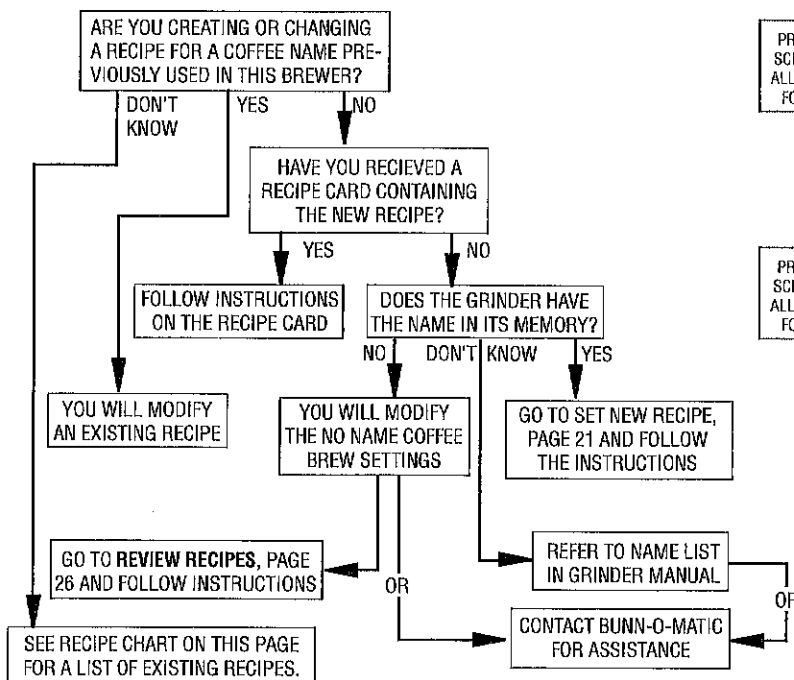 ARE YOU CREATING OR CHANGING
A RECIPE FOR A COFFEE NAME PRE-
VIOUSLY USED IN THIS BREWER?
DON'T
KNOW
YES
NO
HAVE YOU RECIEVED A
RECIPE CARD CONTAINING
THE NEW RECIPE?
YES
NO
FOLLOW INSTRUCTIONS
ON THE RECIPE CARD
DOES THE GRINDER HAVE
THE NAME IN ITS MEMORY?
NO
DON'T KNOW
YES
YOU WILL MODIFY
AN EXISTING RECIPE
YOU WILL MODIFY
THE NO NAME COFFEE
BREW SETTINGS
GO TO SET NEW RECIPE,
PAGE 21 AND FOLLOW
THE INSTRUCTIONS
GO TO REVIEW RECIPES, PAGE
26 AND FOLLOW INSTRUCTIONS
OR
REFER TO NAME LIST
IN GRINDER MANUAL
OR
CONTACT BUNN-O-MATIC
FOR ASSISTANCE
SEE RECIPE CHART ON THIS PAGE
FOR A LIST OF EXISTING RECIPES.